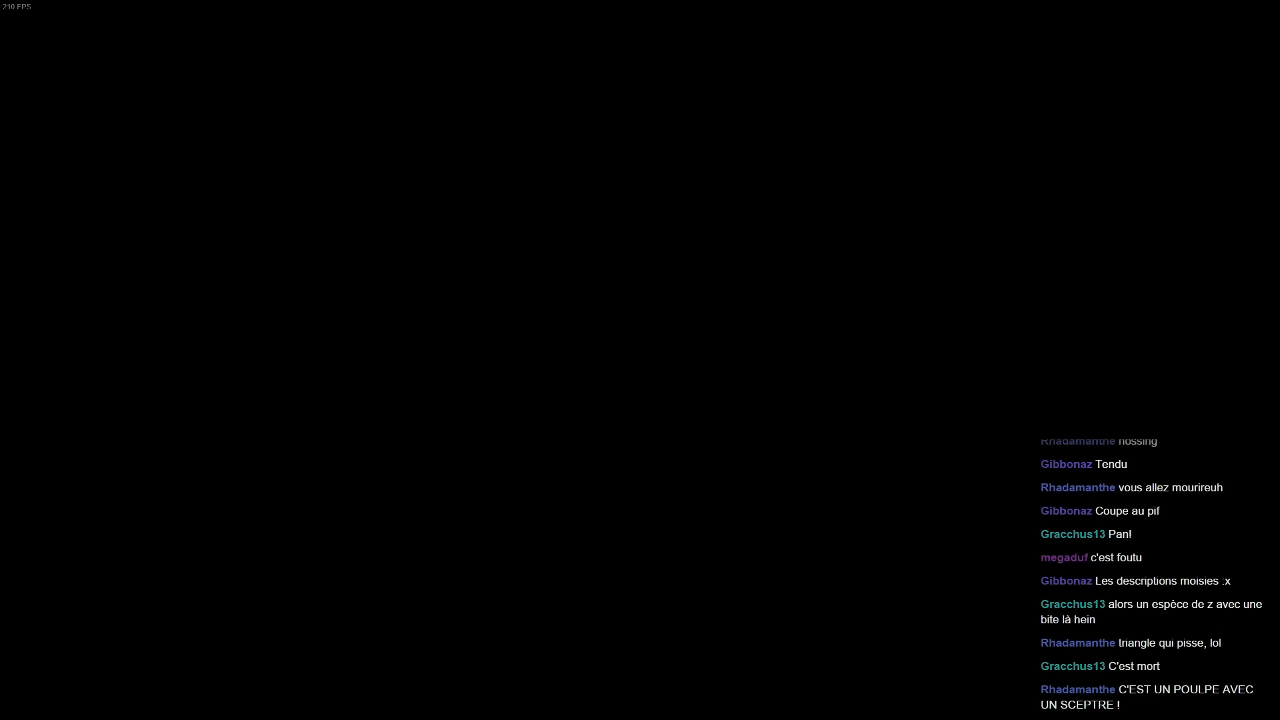 210 FPS
Rhadamanthe nossing
Gibbonaz Tendu
Rhadamanthe vous allez mourireuh
Gibbonaz Coupe au pif
Gracchus13 Pan!
megaduf c'est foutu
Gibbonaz Les descriptions moisies :x
Gracchus13 alors un espèce de z avec une
bite là hein
Rhadamanthe triangle qui pisse, lol
Gracchus13 C'est mort
Rhadamanthe C'EST UN POULPE AVEC
UN SCEPTRE !